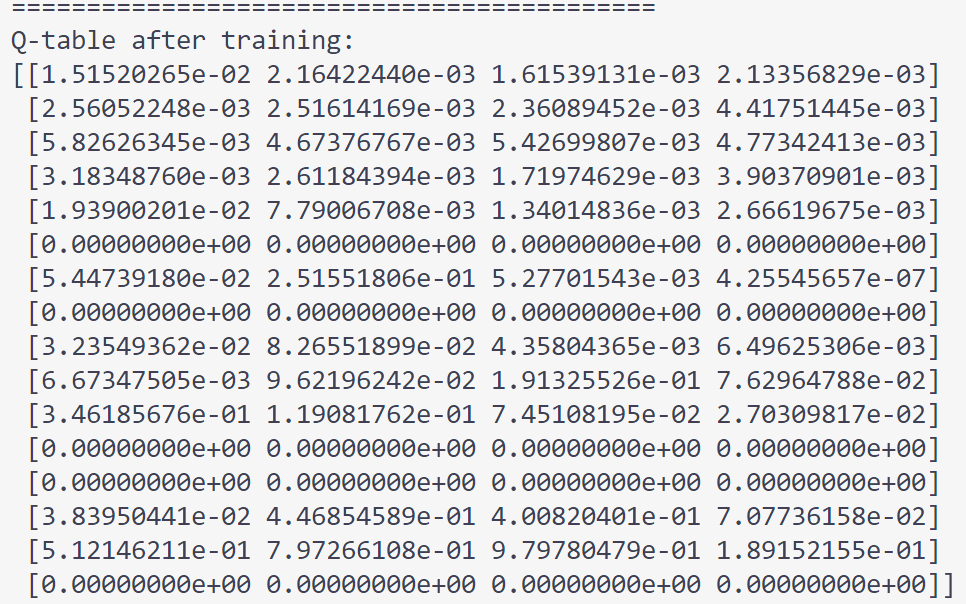 ===========================================
Q-table after training:
[[1.51520265e-02 2.16422440e-03 1.61539131e-03 2.13356829e-03]
[2.56052248e-03 2.51614169e-03 2.36089452e-03 4.41751445e-03]
[5.82626345e-03 4.67376767e-03 5.42699807e-03 4.77342413e-03]
[3.18348760e-03 2.61184394e-03 1.71974629e-03 3.90370901e-03]
[1.93900201e-02 7.79006708e-03 1.34014836e-03 2.66619675e-03]
[0.00000000e+00 0.00000000e+00 0.00000000e+00 0.00000000e+00]
[5.44739180e-02 2.51551806e-01 5.27701543e-03 4.25545657e-07]
[0.00000000e+00 0.00000000e+00 0.00000000e+00 0.00000000e+00]
[3.23549362e-02 8.26551899e-02 4.35804365e-03 6.49625306e-03]
[6.67347505e-03 9.62196242e-02 1.91325526e-01 7.62964788e-02]
[3.46185676e-01 1.19081762e-01 7.45108195e-02 2.70309817e-02]
[0.00000000e+00 0.00000000e+00 0.00000000e+00 0.00000000e+00]
[0.00000000e+00 0.00000000e+00 0.00000000e+00 0.00000000e+00]
[3.83950441e-02 4.46854589e-01 4.00820401e-01 7.07736158e-02]
[5.12146211e-01 7.97266108e-01 9.79780479e-01 1.89152155e-01]
[0.00000000e+00 0.00000000e+00 0.00000000e+00 0.00000000e+00]]